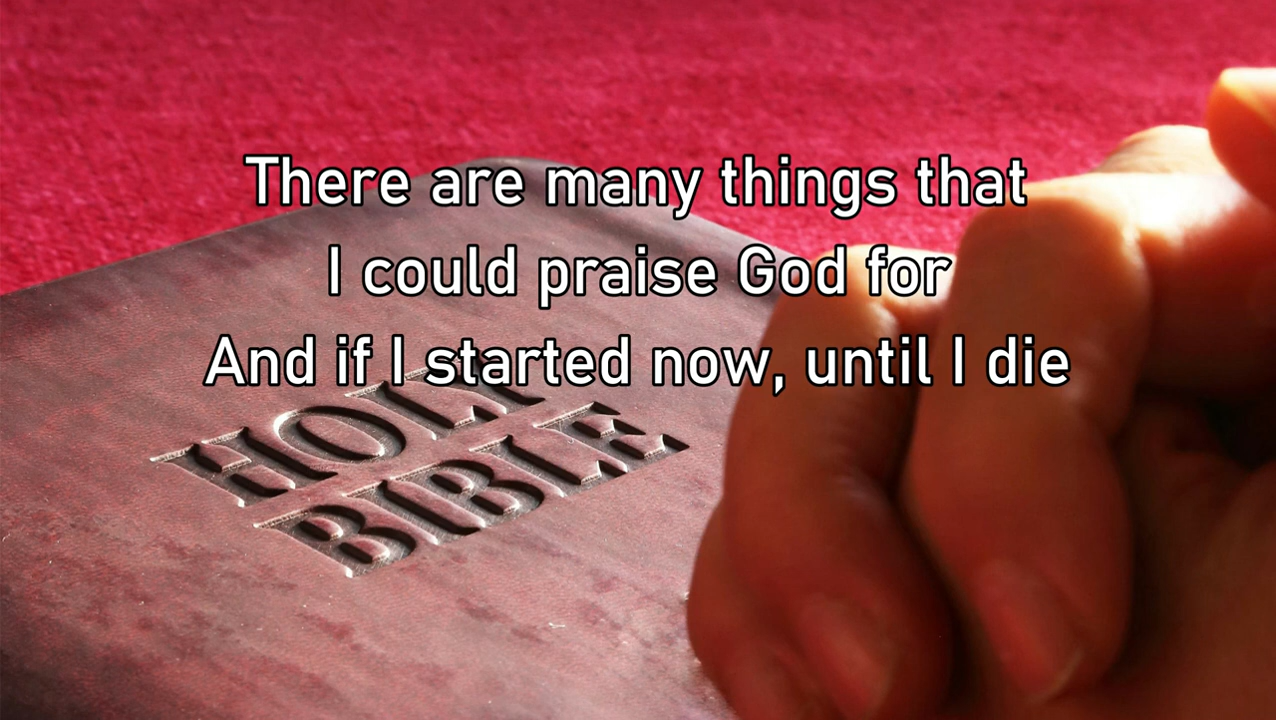 There are many things that
I could praise God for
And if I started now, until I die
HOLY
BIBLE